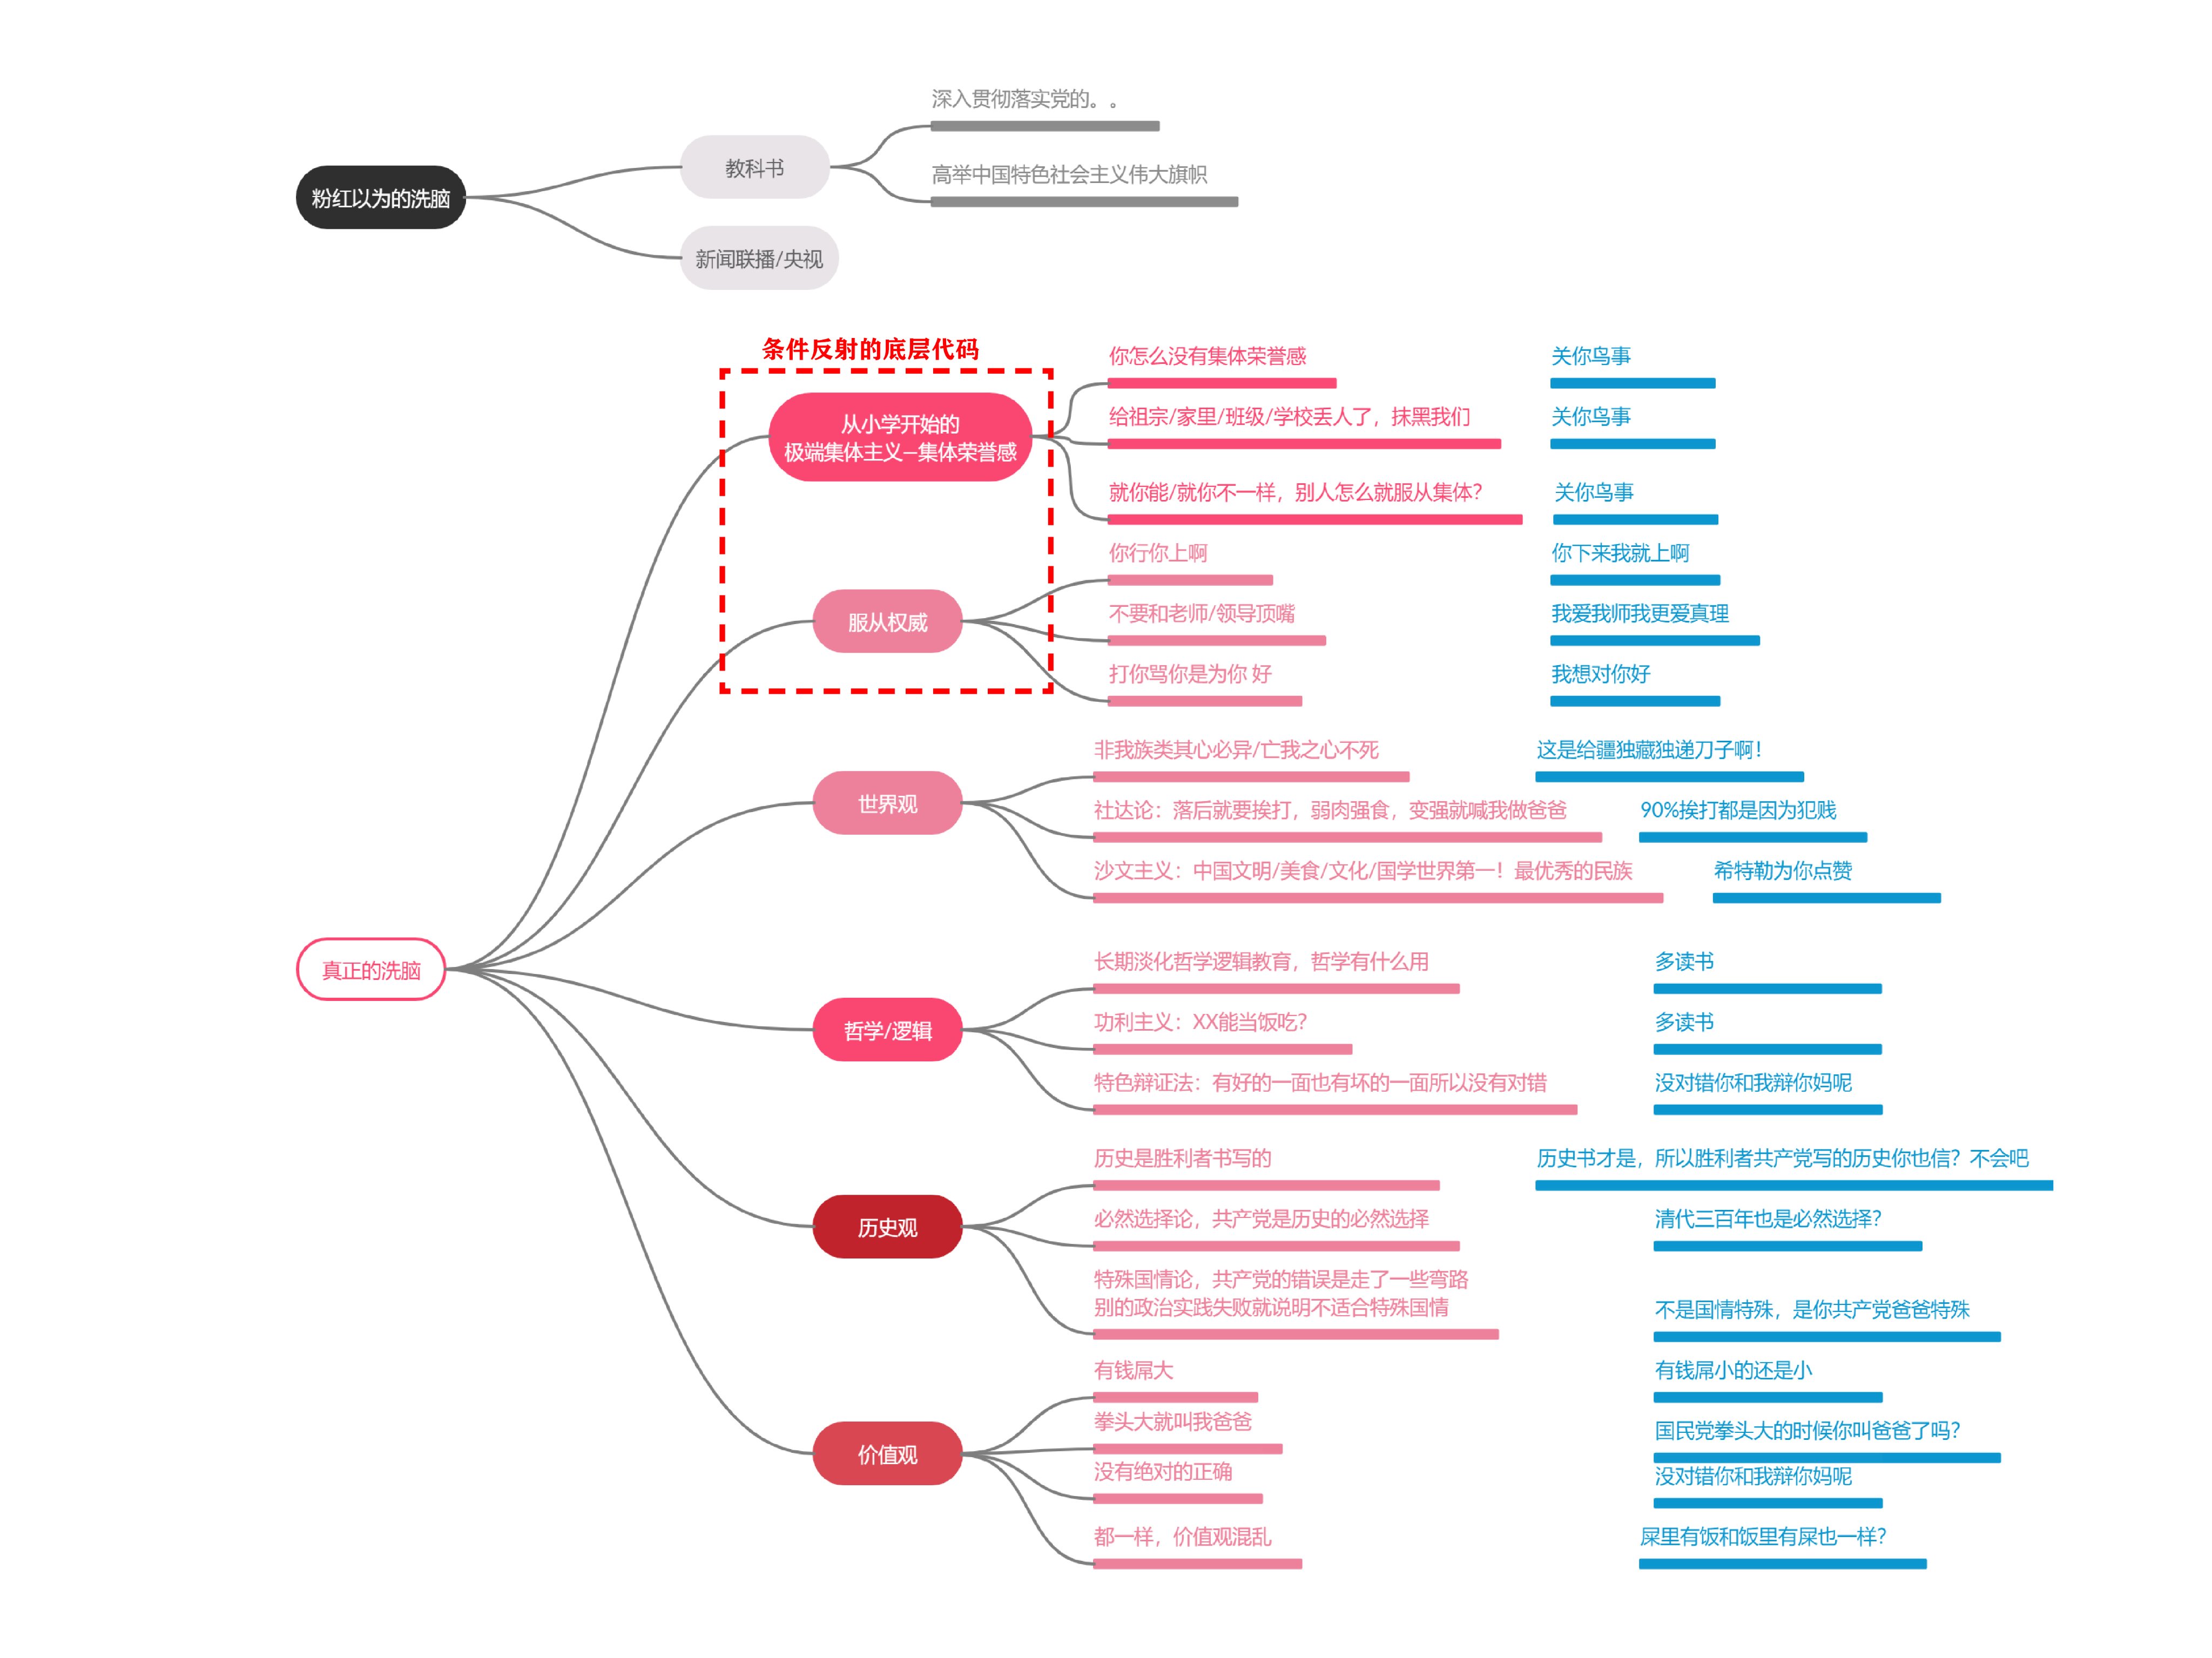 深入贯彻落实党的。。
教科书
高举中国特色社会主义伟大旗帜
粉红以为的洗脑
新闻联播/央视
条件反射的底层代码
从小学开始的
极端集体主义—集体荣誉感
你怎么没有集体荣誉感
关你鸟事
给祖宗/家里/班级/学校丢人了，抹黑我们
关你鸟事
就你能/就你不一样，别人怎么就服从集体？
关你鸟事
服从权威
你行你上啊
你下来我就上啊
不要和老师/领导顶嘴
我爱我师我更爱真理
打你骂你是为你 好
我想对你好
世界观
非我族类其心必异/亡我之心不死
这是给疆独藏独递刀子啊！
社达论：落后就要挨打，弱肉强食，变强就喊我做爸爸
90%挨打都是因为犯贱
沙文主义：中国文明/美食/文化/国学世界第一！最优秀的民族
希特勒为你点赞
真正的洗脑
哲学/逻辑
长期淡化哲学逻辑教育，哲学有什么用
多读书
功利主义：XX能当饭吃？
多读书
特色辩证法：有好的一面也有坏的一面所以没有对错
没对错你和我辩你妈呢
历史观
历史是胜利者书写的
历史书才是，所以胜利者共产党写的历史你也信？不会吧
必然选择论，共产党是历史的必然选择
清代三百年也是必然选择？
特殊国情论，共产党的错误是走了一些弯路
别的政治实践失败就说明不适合特殊国情
不是国情特殊，是你共产党爸爸特殊
价值观
有钱屌大
有钱屌小的还是小
拳头大就叫我爸爸
国民党拳头大的时候你叫爸爸了吗？
没有绝对的正确
没对错你和我辩你妈呢
都一样，价值观混乱
屎里有饭和饭里有屎也一样？